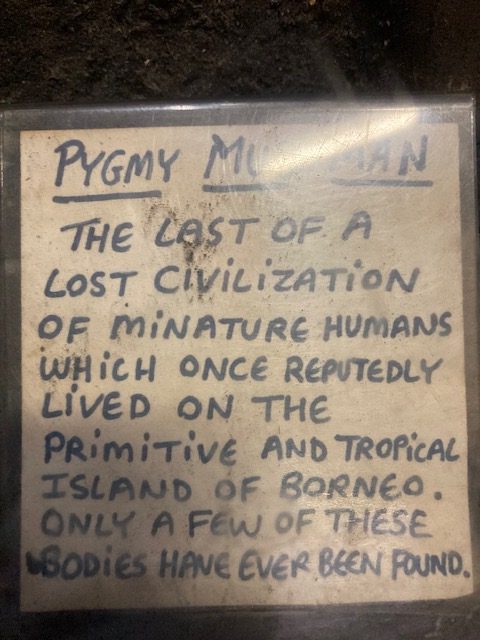 PYGMY
THE LAST OF A
LOST CIVILIZATION
OF MINATURE HUMANS
WHICH ONCE REPUTEDLY
LIVED ON THE
PRIMITIVE AND TROPICAL
ISLAND OF BORNEO.
ONLY A FEW OF THESE
BODIES HAVE EVER BEEN FOUND.